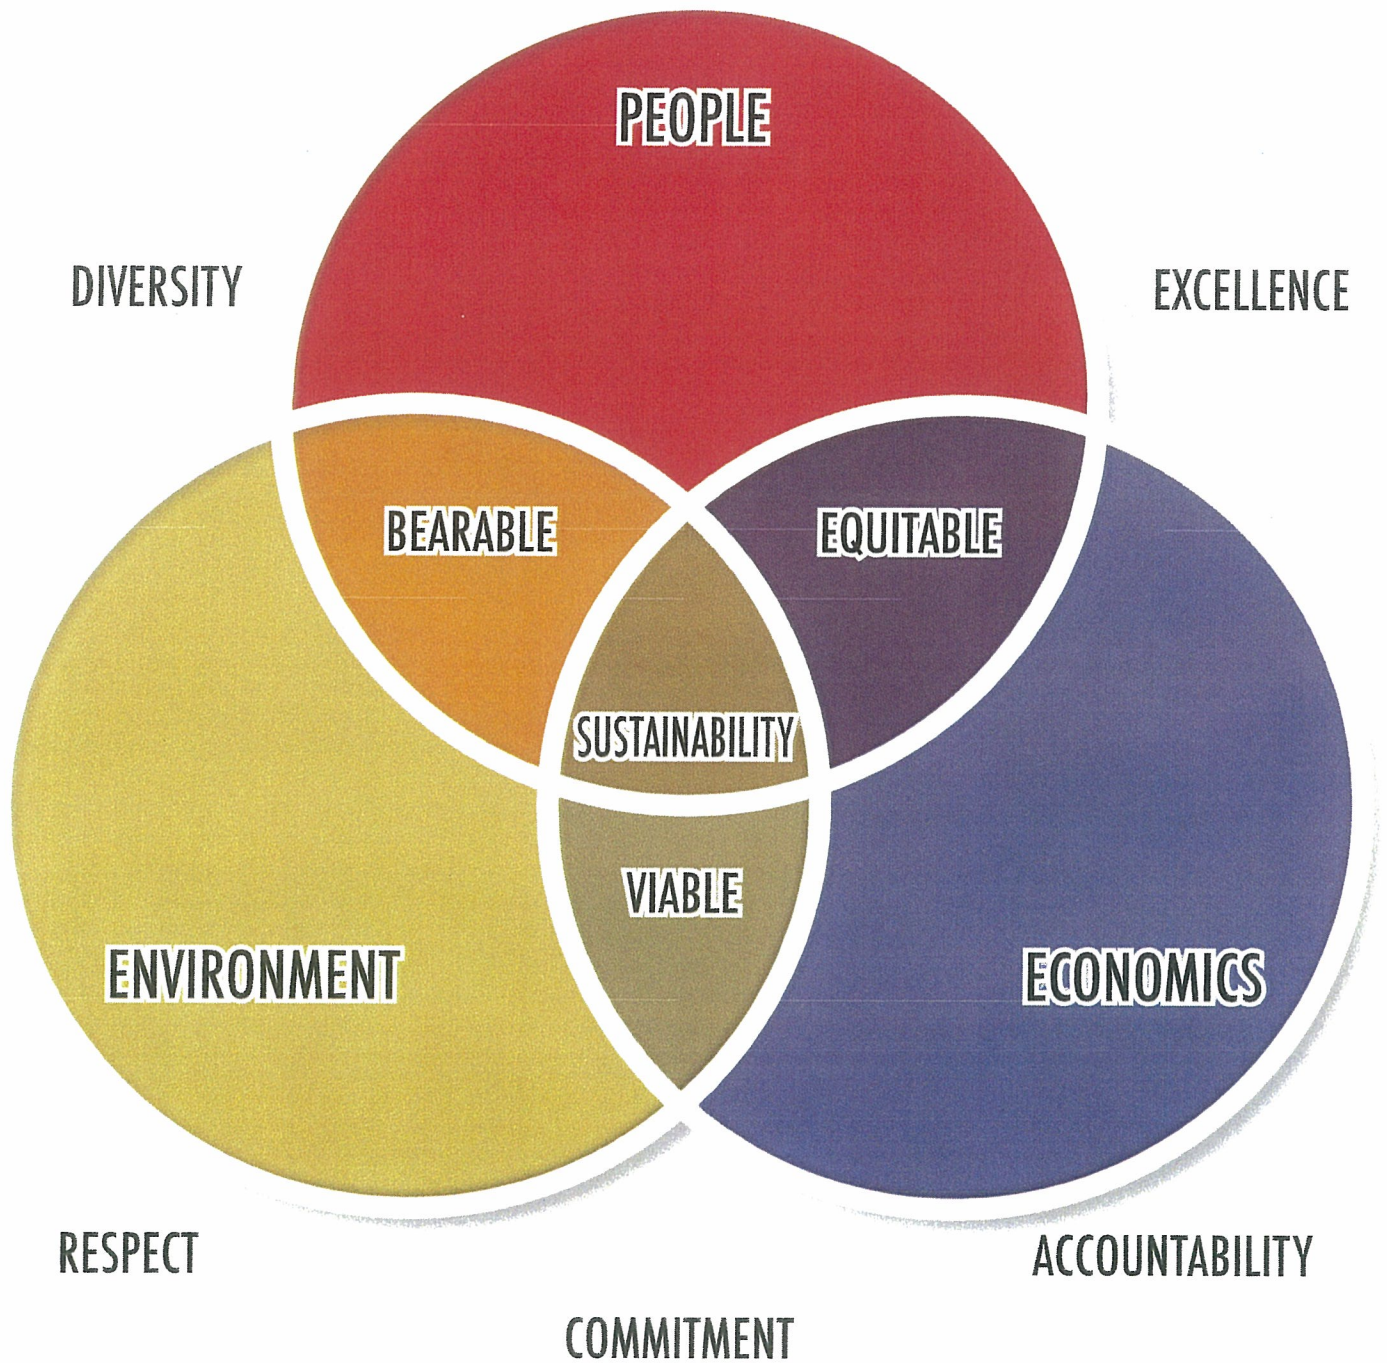 PEOPLE
DIVERSITY
EXCELLENCE
BEARABLE
EQUITABLE
SUSTAINABILITY
VIABLE
ENVIRONMENT
ECONOMICS
RESPECT
ACCOUNTABILITY
COMMITMENT